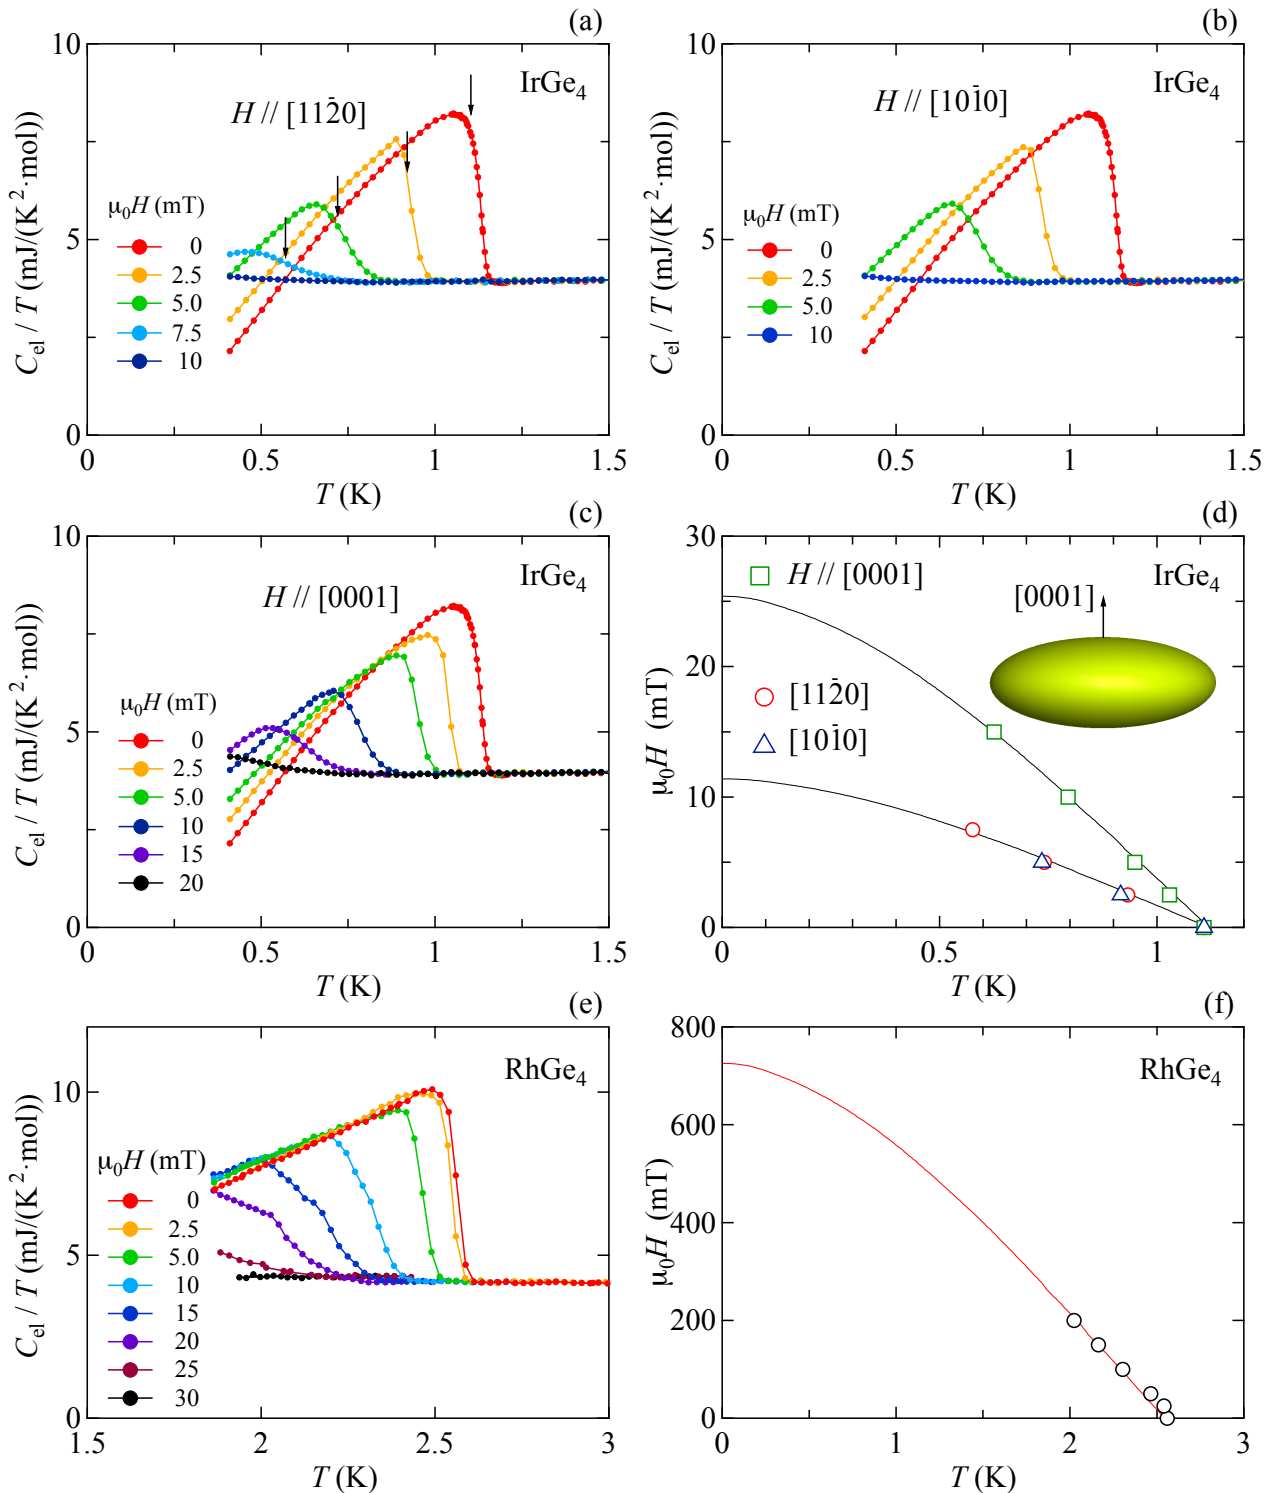 (a)
IrGe4
H // [112̄0]
μ0H (mT)
0
2.5
5.0
7.5
10
10
5
0
0
0.5
1
1.5
Cel / T (mJ/(K2·mol))
T (K)
(b)
IrGe4
H // [101̄0]
μ0H (mT)
0
2.5
5.0
10
10
5
0
0
0.5
1
1.5
Cel / T (mJ/(K2·mol))
T (K)
(c)
IrGe4
H // [0001]
μ0H (mT)
0
2.5
5.0
10
15
20
10
5
0
0
0.5
1
1.5
Cel / T (mJ/(K2·mol))
T (K)
(d)
IrGe4
H // [0001]
[0001]
[112̄0]
[101̄0]
30
20
10
0
0
0.5
1
μ0H (mT)
T (K)
(e)
RhGe4
μ0H (mT)
0
2.5
5.0
10
15
20
25
30
10
5
0
1.5
2
2.5
3
Cel / T (mJ/(K2·mol))
T (K)
(f)
RhGe4
800
600
400
200
0
0
1
2
3
μ0H (mT)
T (K)